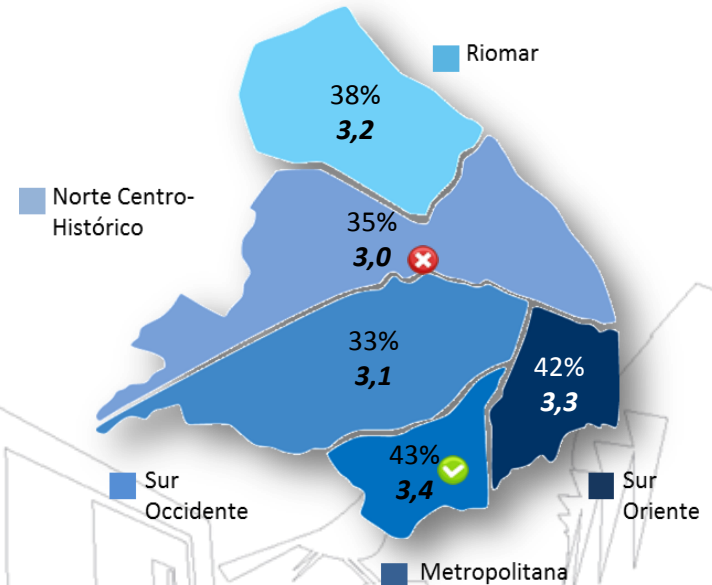 Riomar
38%
3,2
Norte Centro-
Histórico
35%
3,0
33%
3,1
42%
3,3
43%
3,4
Sur
Occidente
Sur
Oriente
Metropolitana